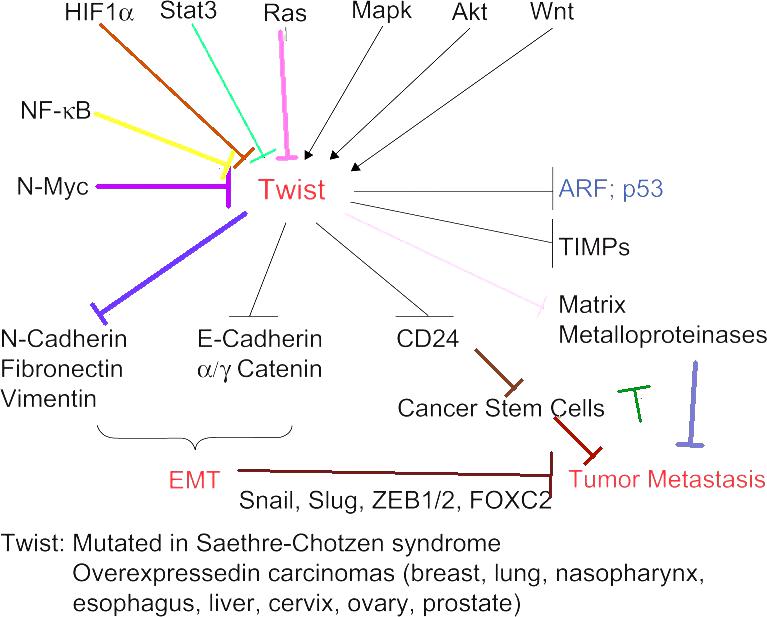 HIF1α Stat3 Ras Mapk Akt Wnt
NF-κB
N-Myc
Twist
ARF; p53
TIMPs
Matrix
Metalloproteinases
N-Cadherin
Fibronectin
Vimentin
E-Cadherin
α/γ Catenin
CD24
Cancer Stem Cells
EMT
Tumor Metastasis
Snail, Slug, ZEB1/2, FOXC2
Twist: Mutated in Saethre-Chotzen syndrome
Overexpressedin carcinomas (breast, lung, nasopharynx,
esophagus, liver, cervix, ovary, prostate)